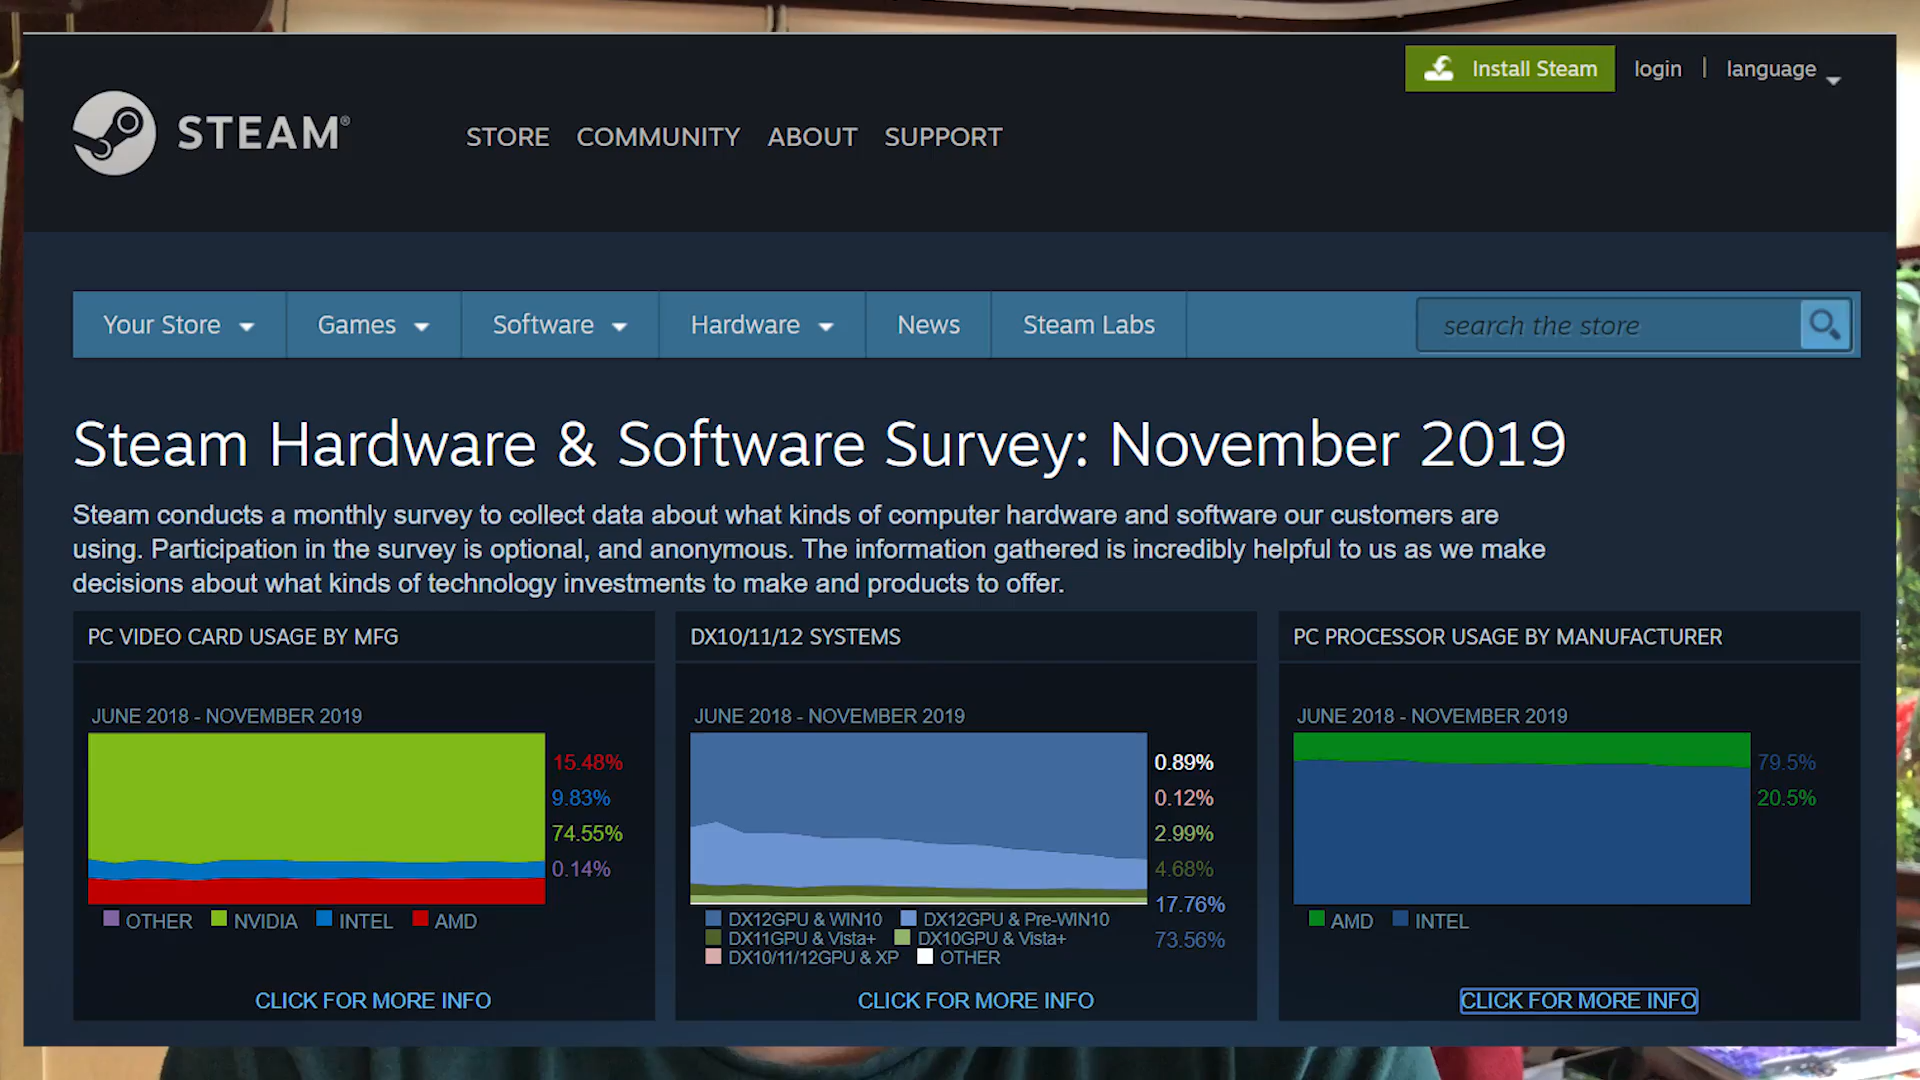 Install Steam login | language
STEAM®
STORE COMMUNITY ABOUT SUPPORT
Your Store Games Software Hardware News Steam Labs search the store
Steam Hardware & Software Survey: November 2019
Steam conducts a monthly survey to collect data about what kinds of computer hardware and software our customers are
using. Participation in the survey is optional, and anonymous. The information gathered is incredibly helpful to us as we make
decisions about what kinds of technology investments to make and products to offer.
PC VIDEO CARD USAGE BY MFG
JUNE 2018 - NOVEMBER 2019
15.48%
9.83%
74.55%
0.14%
OTHER NVIDIA INTEL AMD
CLICK FOR MORE INFO
DX10/11/12 SYSTEMS
JUNE 2018 - NOVEMBER 2019
0.89%
0.12%
2.99%
4.68%
17.76%
73.56%
DX12GPU & WIN10 DX12GPU & Pre-WIN10
DX11GPU & Vista+ DX10GPU & Vista+
DX10/11/12GPU & XP OTHER
CLICK FOR MORE INFO
PC PROCESSOR USAGE BY MANUFACTURER
JUNE 2018 - NOVEMBER 2019
79.5%
20.5%
AMD INTEL
CLICK FOR MORE INFO